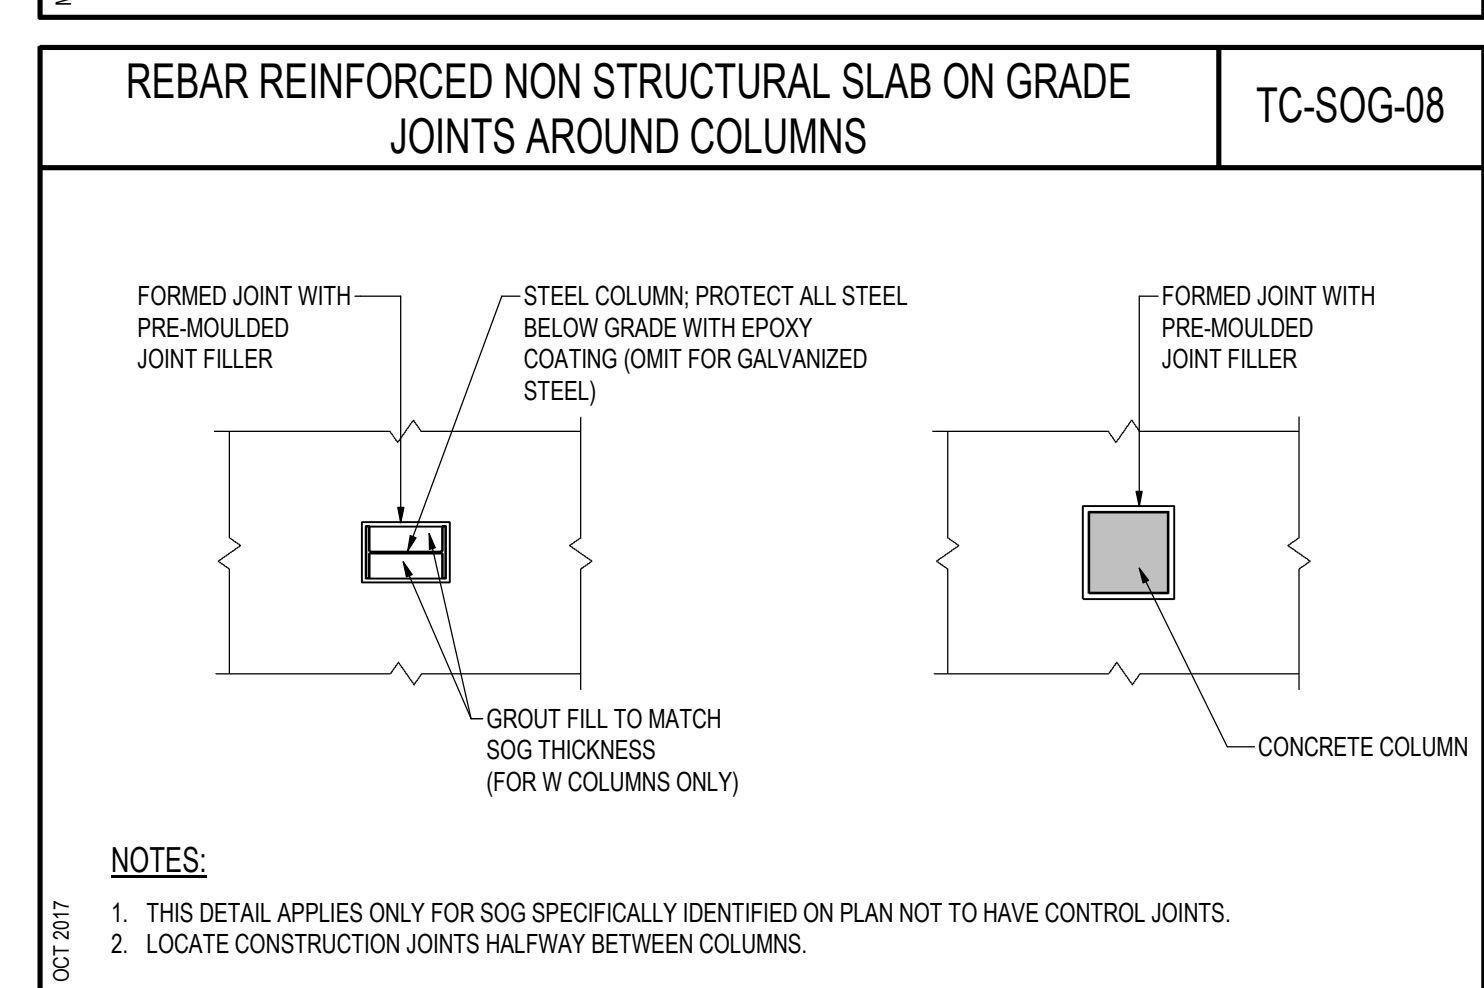 REBAR REINFORCED NON STRUCTURAL SLAB ON GRADE
JOINTS AROUND COLUMNS
TC-SOG-08
FORMED JOINT WITH
PRE-MOULDED
JOINT FILLER
STEEL COLUMN; PROTECT ALL STEEL
BELOW GRADE WITH EPOXY
COATING (OMIT FOR GALVANIZED
STEEL)
FORMED JOINT WITH
PRE-MOULDED
JOINT FILLER
GROUT FILL TO MATCH
SOG THICKNESS
(FOR W COLUMNS ONLY)
CONCRETE COLUMN
NOTES:
1. THIS DETAIL APPLIES ONLY FOR SOG SPECIFICALLY IDENTIFIED ON PLAN NOT TO HAVE CONTROL JOINTS.
2. LOCATE CONSTRUCTION JOINTS HALFWAY BETWEEN COLUMNS.
OCT 2017